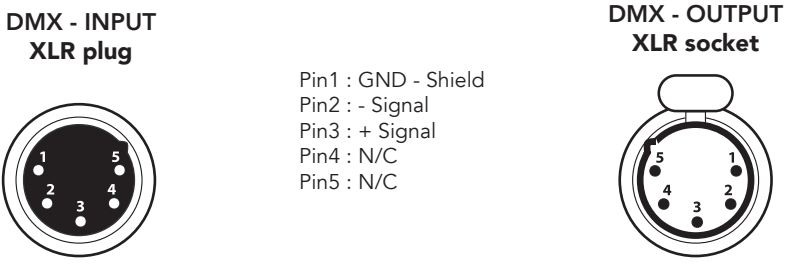 DMX - INPUT
XLR plug
1
5
2
4
3
Pin1 : GND - Shield
Pin2 : - Signal
Pin3 : + Signal
Pin4 : N/C
Pin5 : N/C
DMX - OUTPUT
XLR socket
5
1
4
2
3